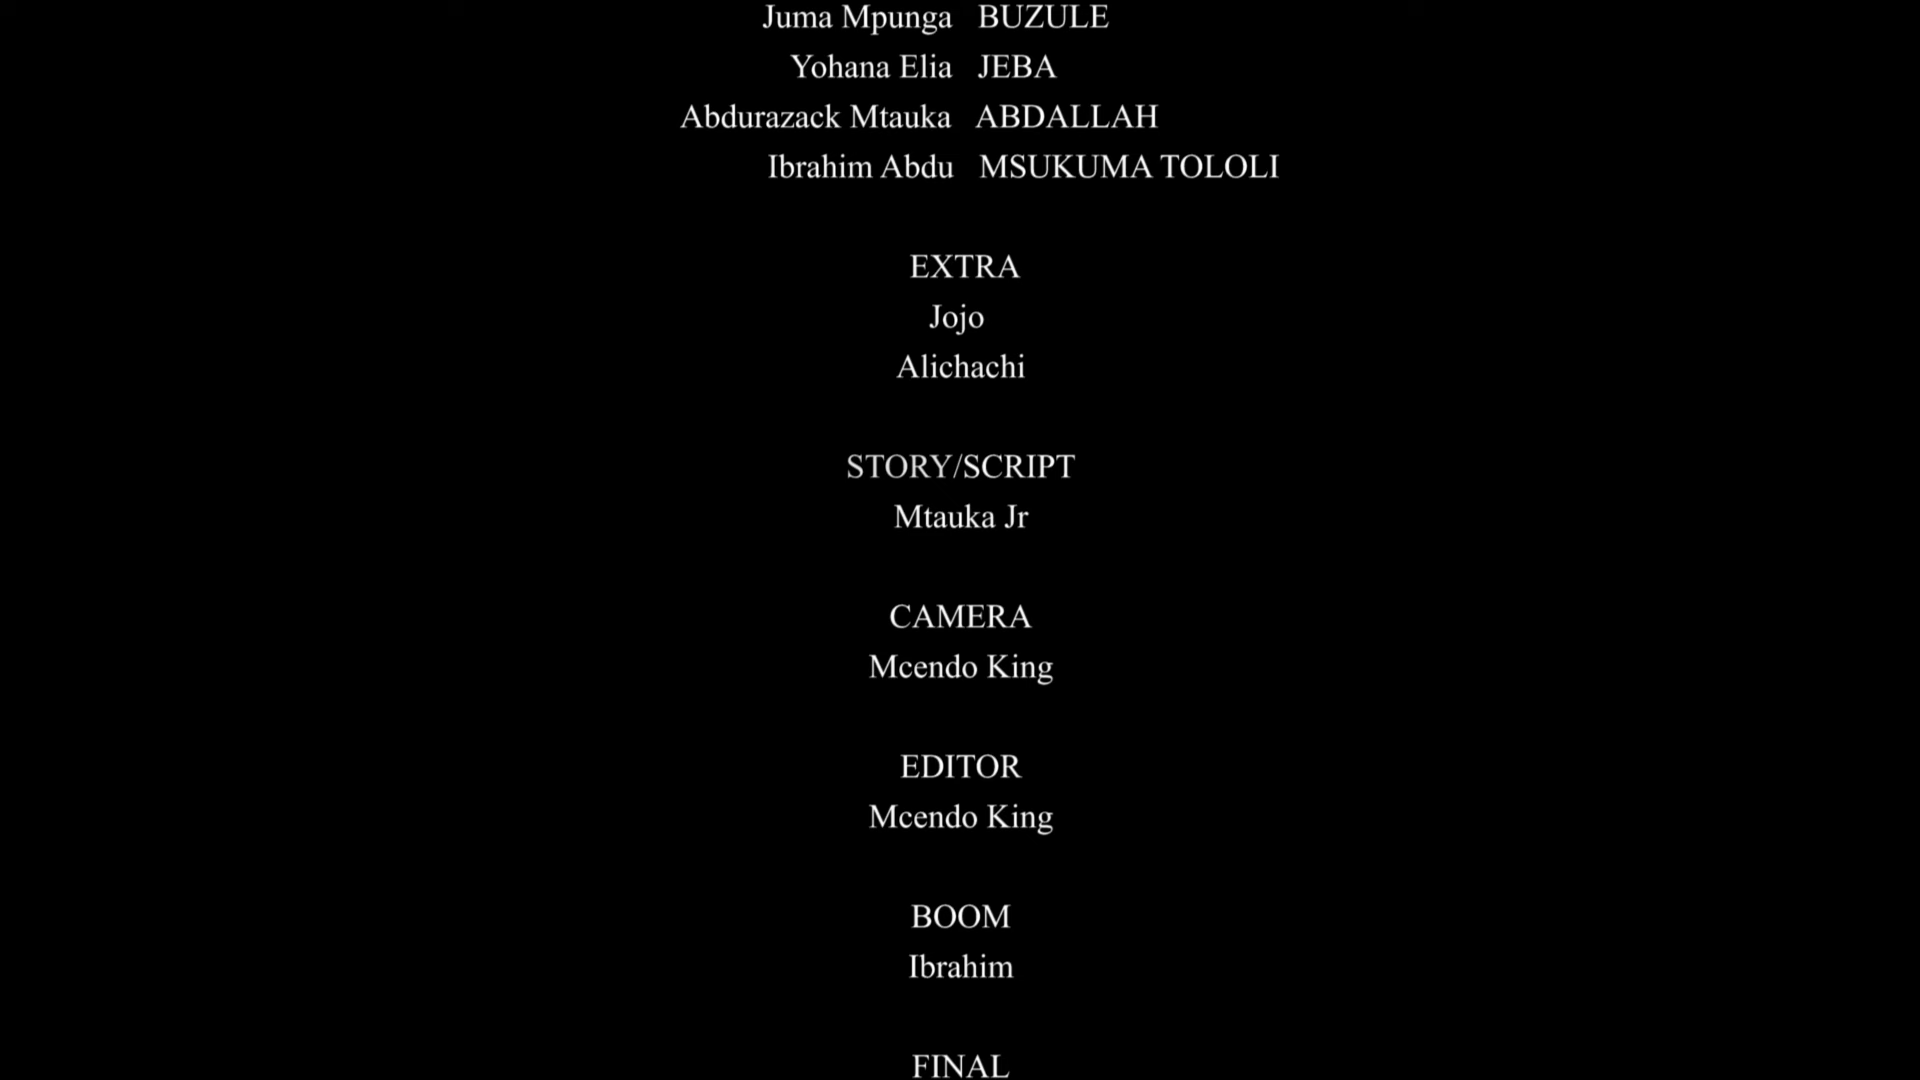 Juma Mpunga BUZULE
Yohana Elia JEBA
Abdurazack Mtauka ABDALLAH
Ibrahim Abdu MSUKUMA TOLOLI
EXTRA
Jojo
Alichachi
STORY/SCRIPT
Mtauka Jr
CAMERA
Mcendo King
EDITOR
Mcendo King
BOOM
Ibrahim
FINAL